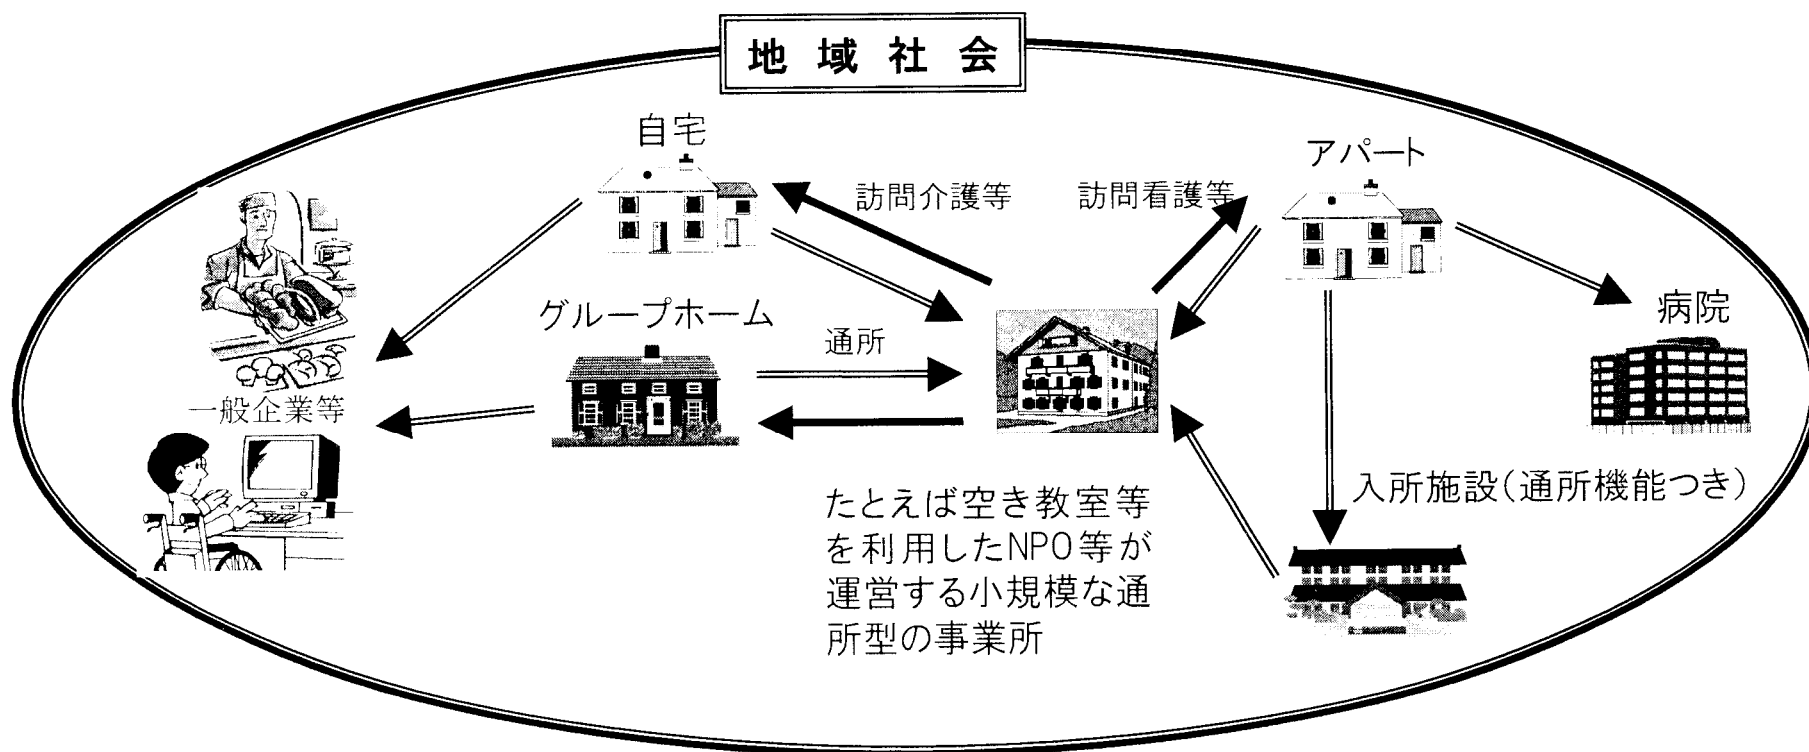 地域社会
自宅
アパート
訪問介護等
訪問看護等
グループホーム
通所
病院
一般企業等
入所施設(通所機能つき)
たとえば空き教室等
を利用したNPO等が
運営する小規模な通
所型の事業所